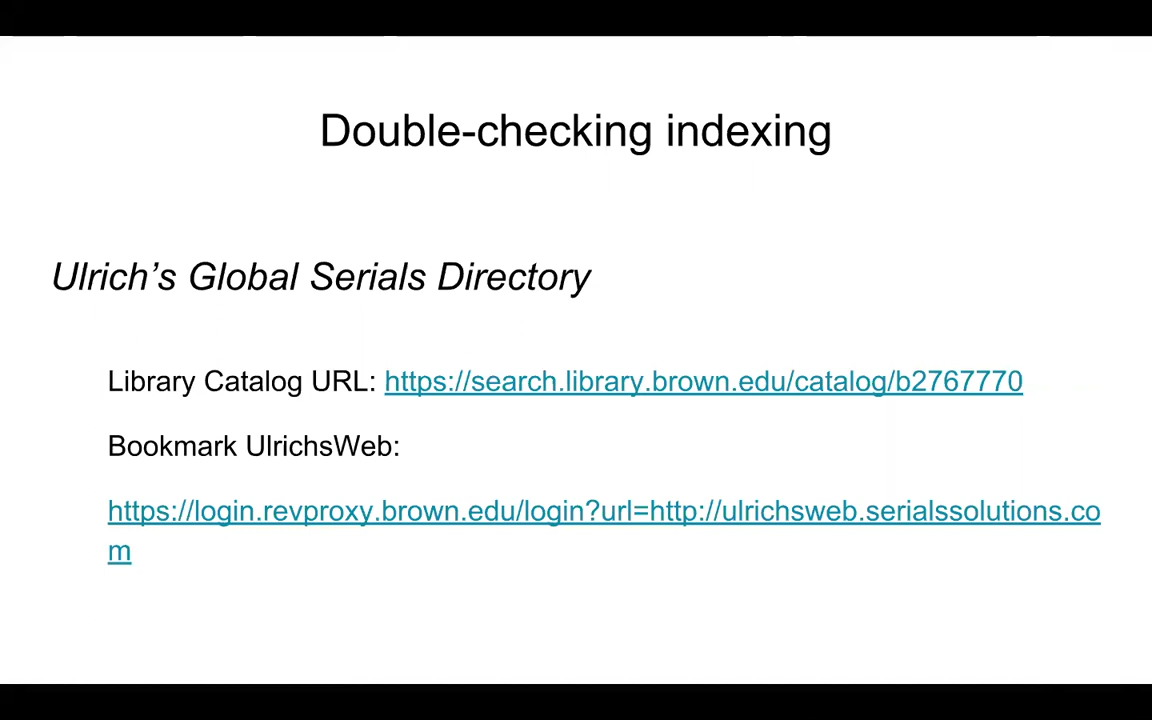 Double-checking indexing
Ulrich’s Global Serials Directory
Library Catalog URL: https://search.library.brown.edu/catalog/b2767770
Bookmark UlrichsWeb:
https://login.revproxy.brown.edu/login?url=http://ulrichsweb.serialssolutions.co
m